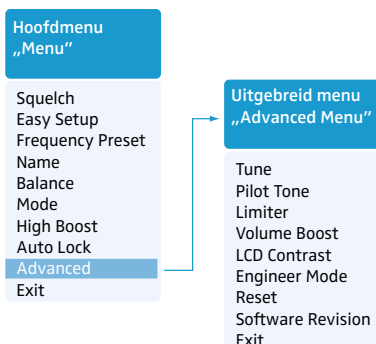 Hoofdmenu
„Menu”
Squelch
Easy Setup
Frequency Preset
Name
Balance
Mode
High Boost
Auto Lock
Advanced
Exit
Uitgebreid menu
„Advanced Menu”
Tune
Pilot Tone
Limiter
Volume Boost
LCD Contrast
Engineer Mode
Reset
Software Revision
Exit